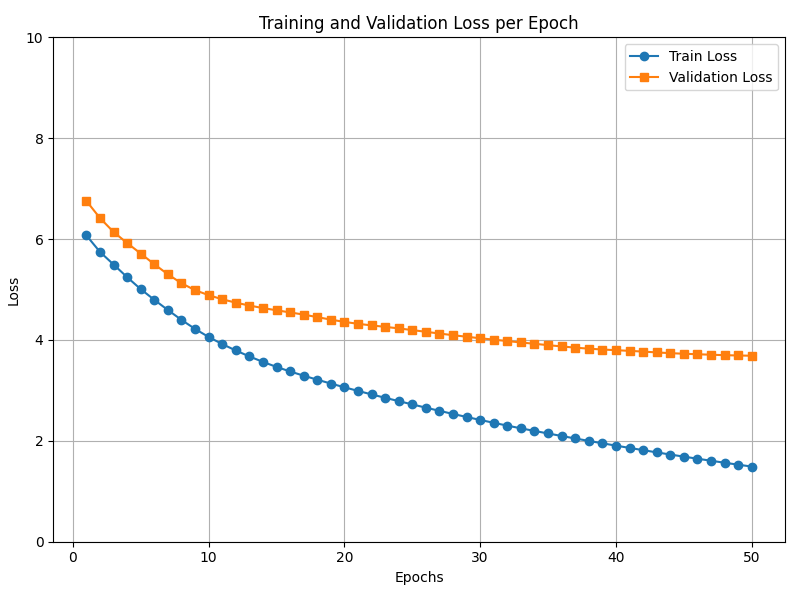 Training and Validation Loss per Epoch
Train Loss
Validation Loss
10
8
6
4
2
0
Loss
0 10 20 30 40 50
Epochs